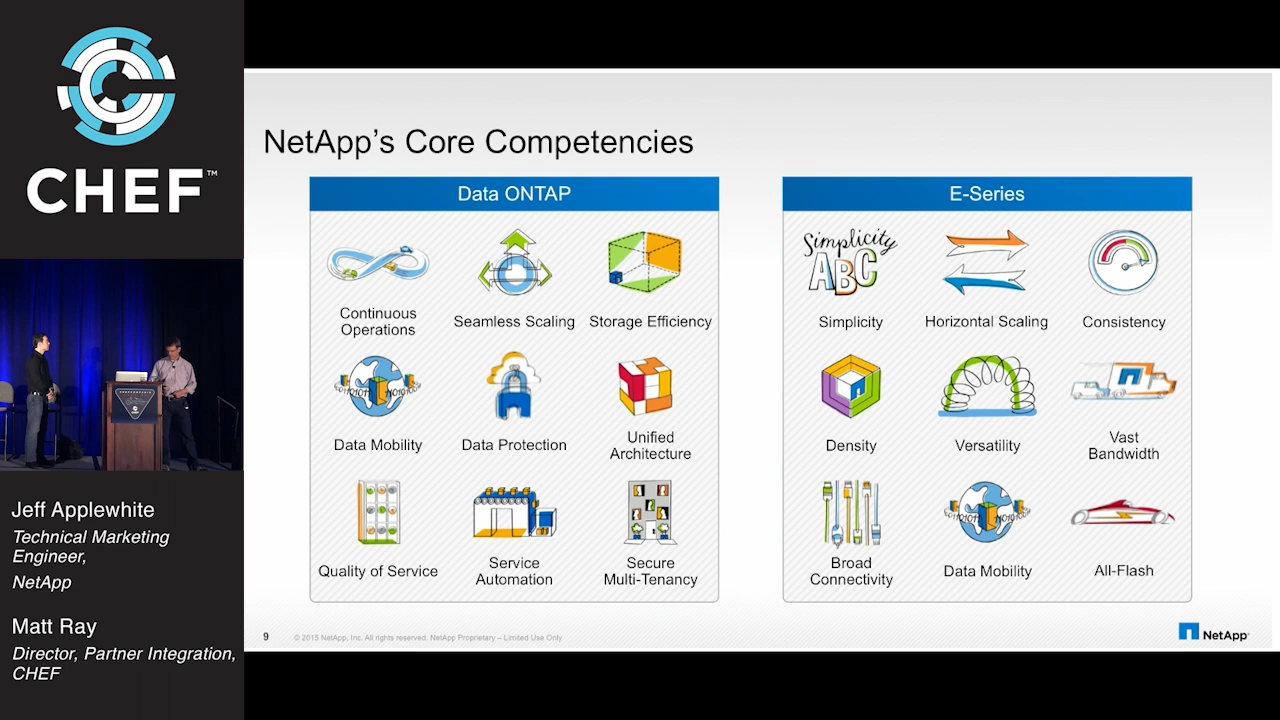 CHEF™
Jeff Applewhite
Technical Marketing
Engineer,
NetApp
Matt Ray
Director, Partner Integration,
CHEF
NetApp's Core Competencies
Data ONTAP
Continuous
Operations
Seamless Scaling
Storage Efficiency
Data Mobility
Data Protection
Unified
Architecture
Quality of Service
Service
Automation
Secure
Multi-Tenancy
E-Series
Simplicity
ABC
Simplicity
Horizontal Scaling
Consistency
Density
Versatility
Vast
Bandwidth
Broad
Connectivity
Data Mobility
All-Flash
9
© 2015 NetApp, Inc. All rights reserved. NetApp Proprietary – Limited Use Only
NetApp